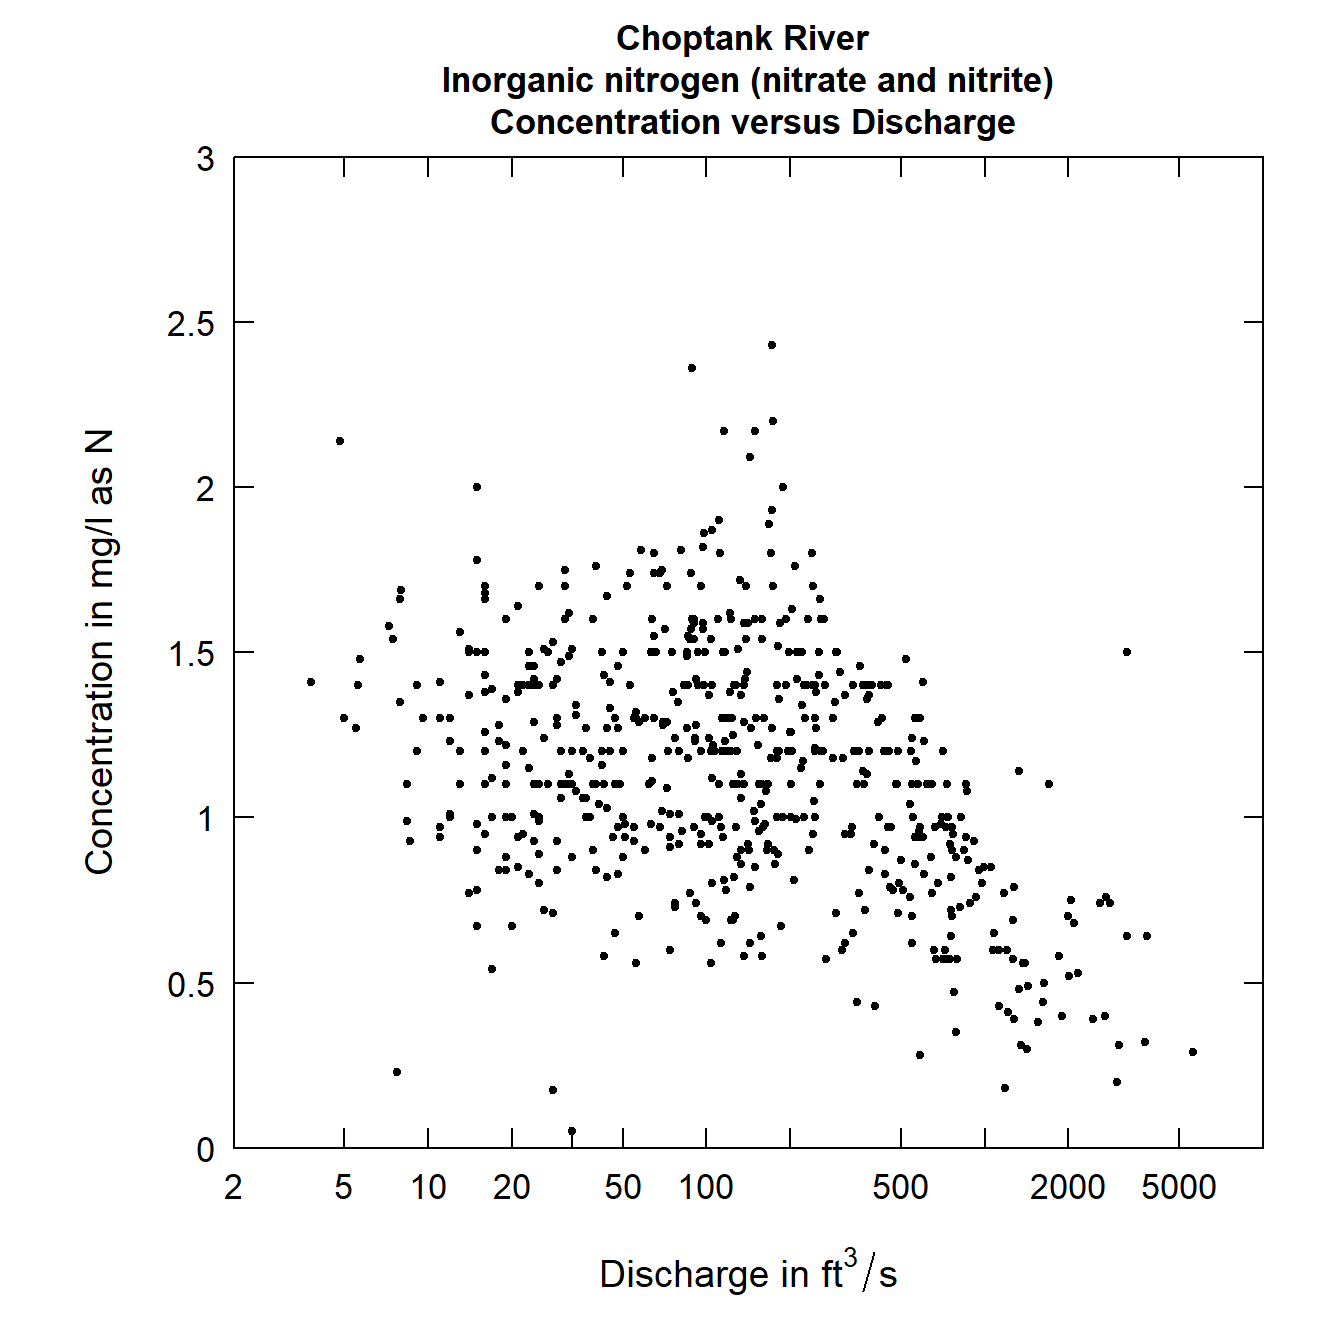 Choptank River
Inorganic nitrogen (nitrate and nitrite)
Concentration versus Discharge
3
2.5
2
1.5
1
0.5
0
Concentration in mg/l as N
2 5 10 20 50 100 500 2000 5000
Discharge in ft³/s